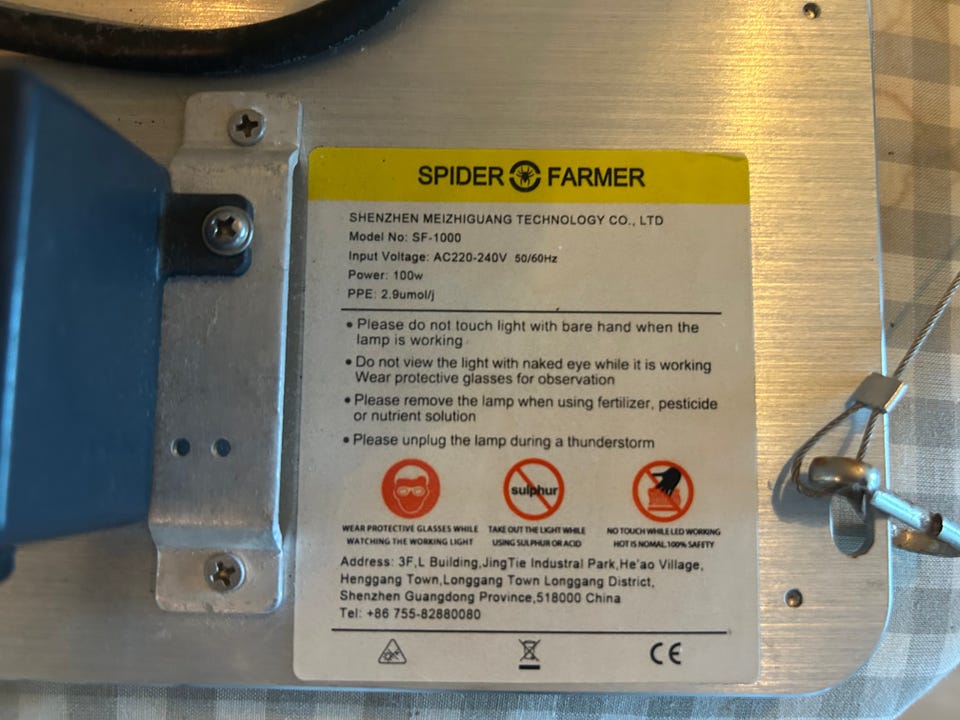 SPIDER FARMER
SHENZHEN MEIZHIGUANG TECHNOLOGY CO., LTD
Model No: SF-1000
Input Voltage: AC220-240V 50/60Hz
Power: 100w
PPE: 2.9umol/j
• Please do not touch light with bare hand when the
lamp is working
• Do not view the light with naked eye while it is working
Wear protective glasses for observation
• Please remove the lamp when using fertilizer, pesticide
or nutrient solution
• Please unplug the lamp during a thunderstorm
sulphur
WEAR PROTECTIVE GLASSES WHILE
WATCHING THE WORKING LIGHT
TAKE OUT THE LIGHT WHILE
USING SULPHUR OR ACID
NO TOUCH WHILE LED WORKING
HOT IS NOMAL.100% SAFETY
Address: 3F,L Building,JingTie Industral Park,He'ao Village,
Henggang Town,Longgang Town Longgang District,
Shenzhen Guangdong Province,518000 China
Tel: +86 755-82880080
CE